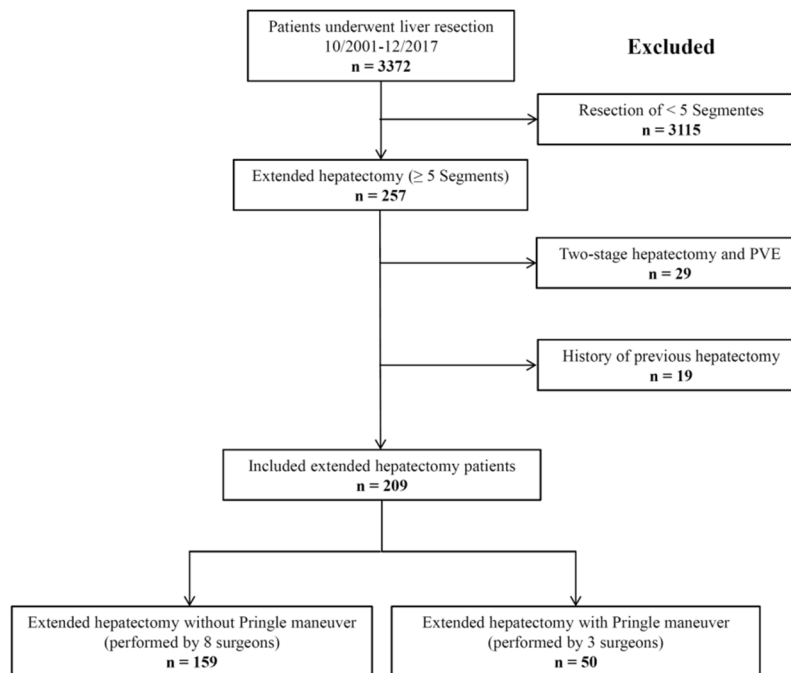 Patients underwent liver resection
10/2001-12/2017
n = 3372
Excluded
Resection of < 5 Segmentes
n = 3115
Extended hepatectomy (≥ 5 Segments)
n = 257
Two-stage hepatectomy and PVE
n = 29
History of previous hepatectomy
n = 19
Included extended hepatectomy patients
n = 209
Extended hepatectomy without Pringle maneuver
(performed by 8 surgeons)
n = 159
Extended hepatectomy with Pringle maneuver
(performed by 3 surgeons)
n = 50